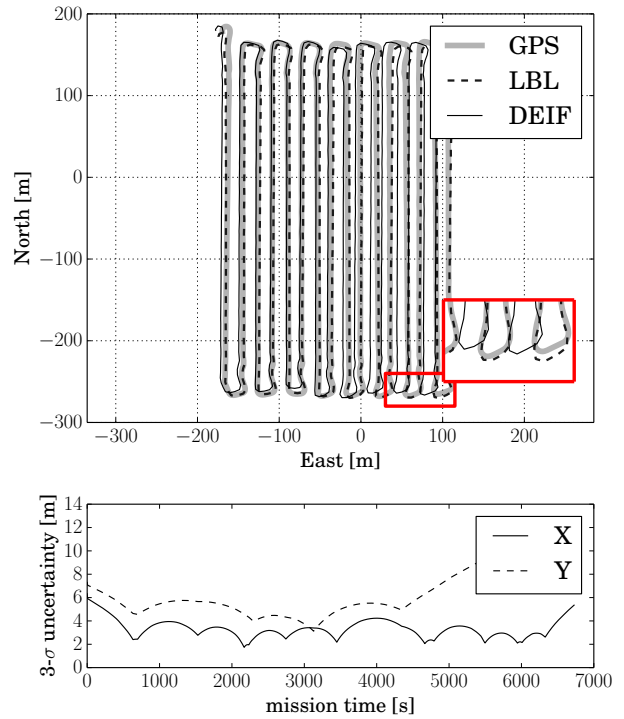 GPS
LBL
DEIF
200
100
0
−100
−200
−300
North [m]
−300 −200 −100 0 100 200
East [m]
14
12
10
8
6
4
2
0
3-σ uncertainty [m]
X
Y
0 1000 2000 3000 4000 5000 6000 7000
mission time [s]